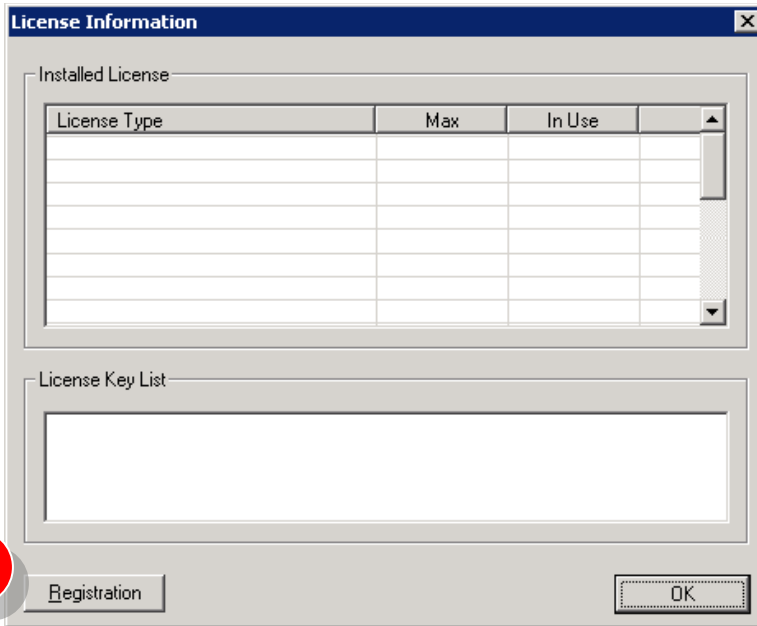 License Information
Installed License
License Type Max In Use
License Key List
Registration OK